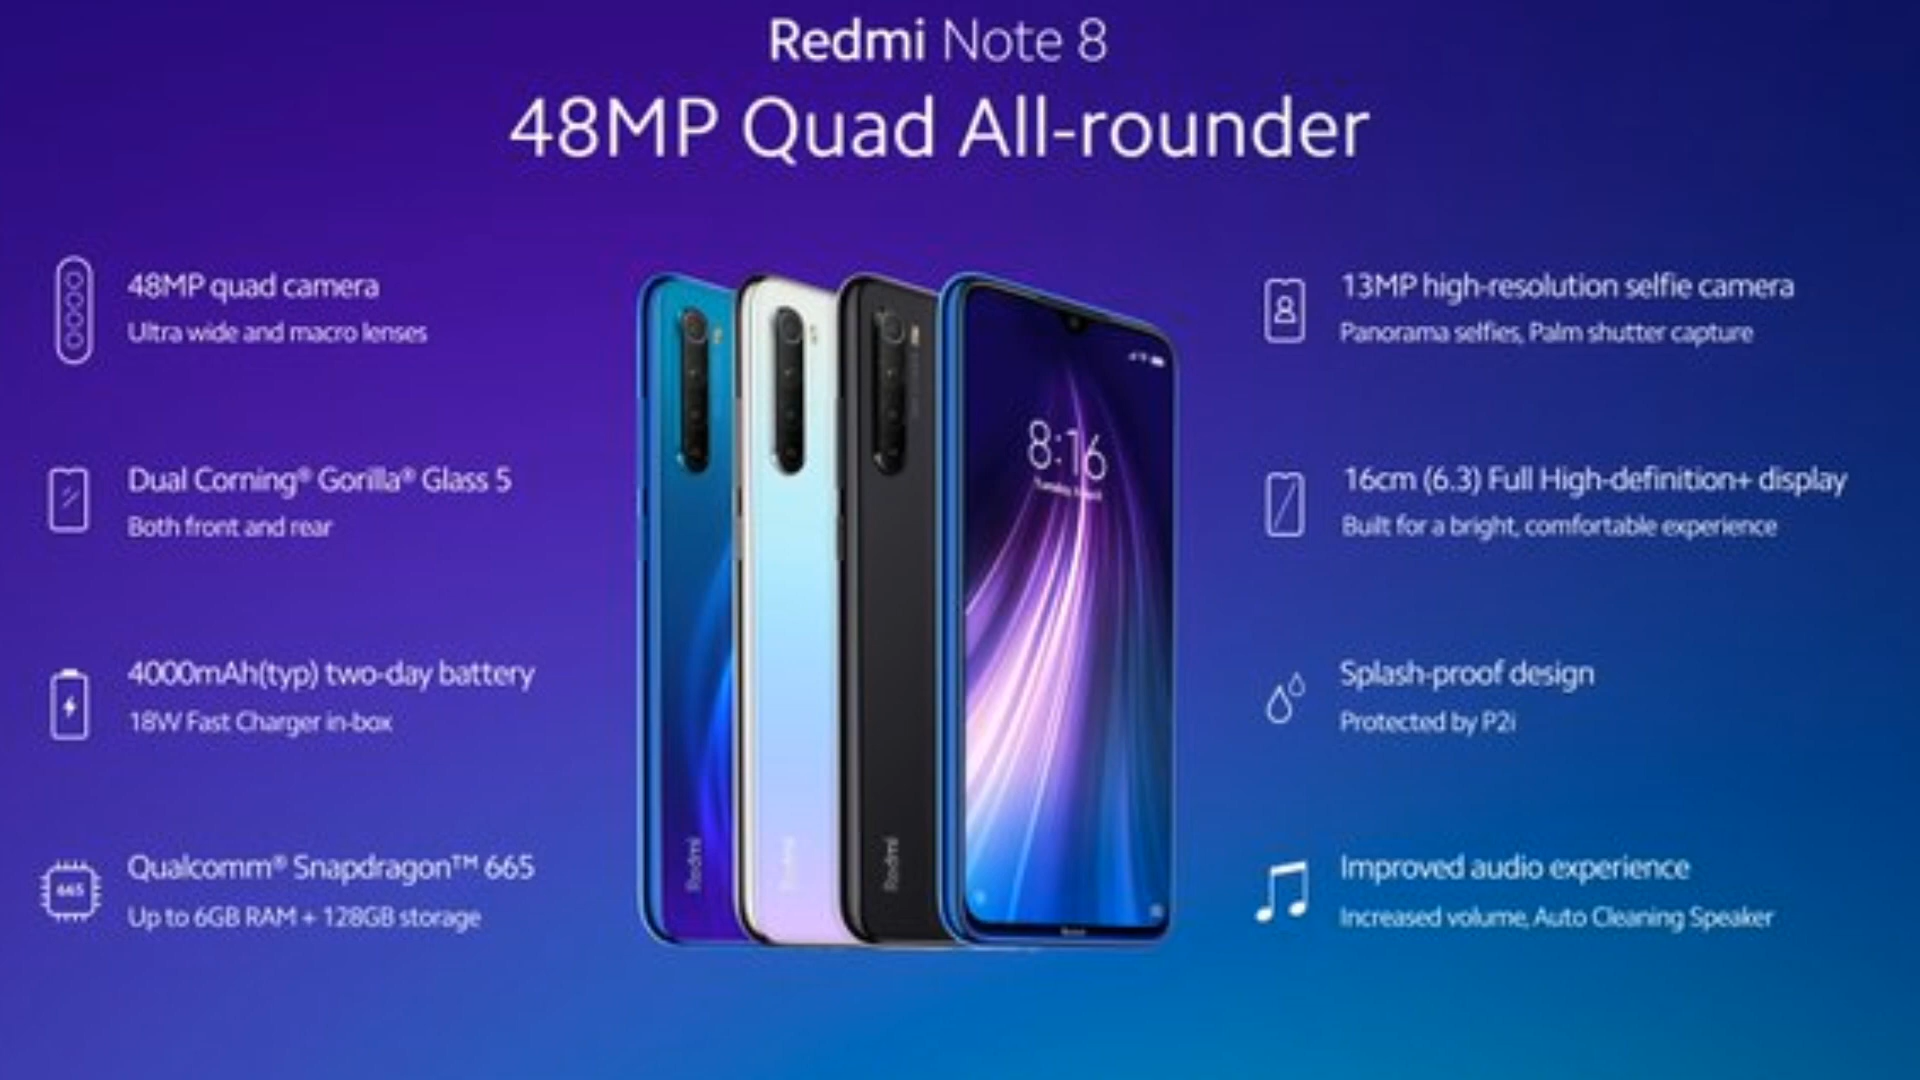 Redmi Note 8
48MP Quad All-rounder
48MP quad camera
Ultra wide and macro lenses
Dual Corning® Gorilla® Glass 5
Both front and rear
4000mAh(typ) two-day battery
18W Fast Charger in-box
665
Qualcomm® Snapdragon™ 665
Up to 6GB RAM + 128GB storage
Redmi
Redmi
8:16
13MP high-resolution selfie camera
Panorama selfies, Palm shutter capture
16cm (6.3) Full High-definition+ display
Built for a bright, comfortable experience
Splash-proof design
Protected by P2i
Improved audio experience
Increased volume, Auto Cleaning Speaker